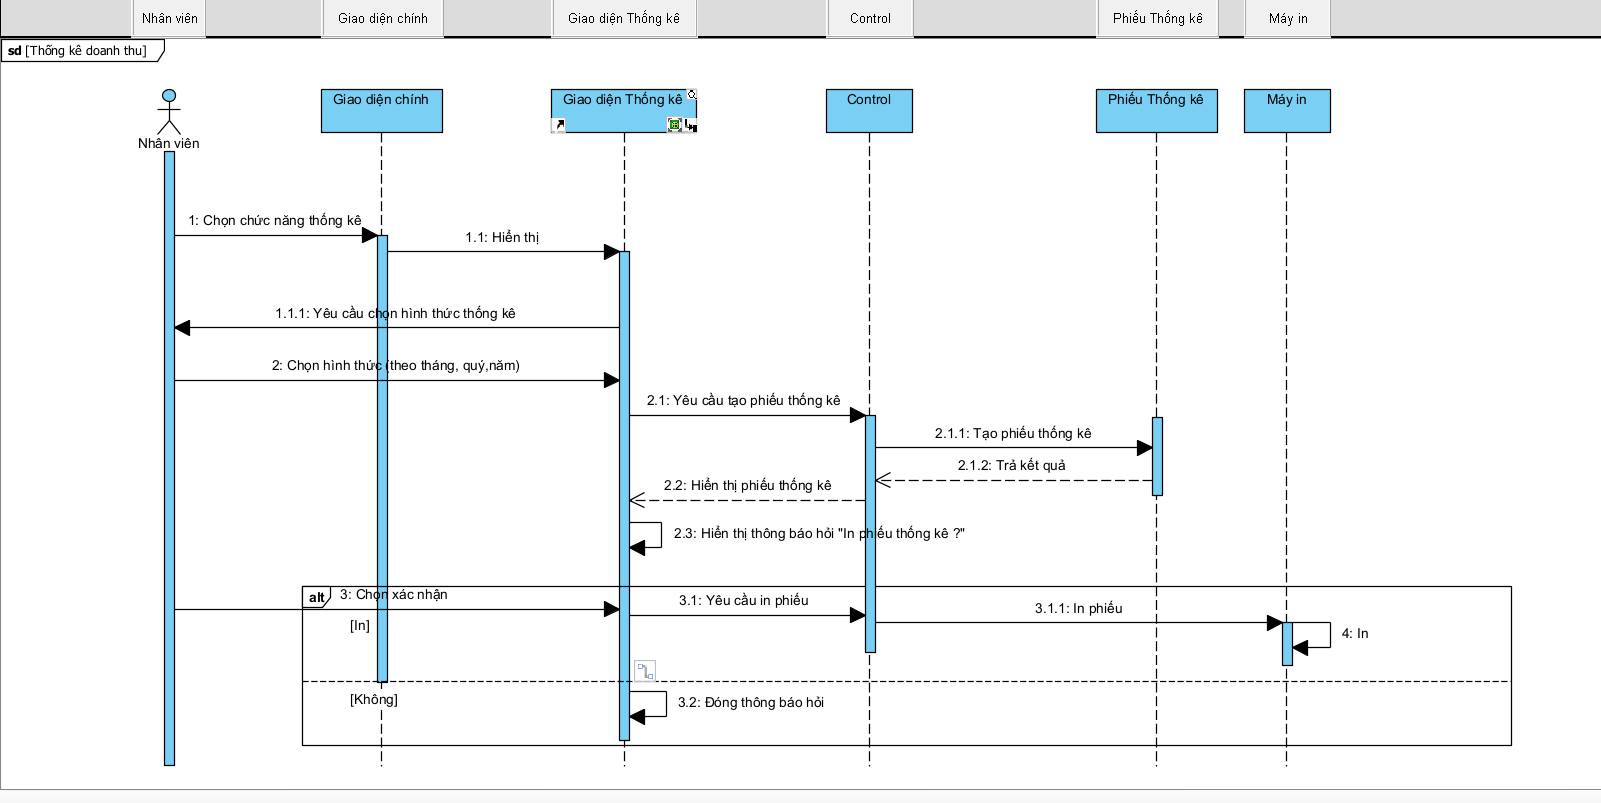 Nhân viên
Giao diện chính
Giao diện Thống kê
Control
Phiếu Thống kê
Máy in
sd [Thống kê doanh thu]
Giao diện chính
Giao diện Thống kê
Control
Phiếu Thống kê
Máy in
Nhân viên
1: Chọn chức năng thống kê
1.1: Hiển thị
1.1.1: Yêu cầu chọn hình thức thống kê
2: Chọn hình thức (theo tháng, quý,năm)
2.1: Yêu cầu tạo phiếu thống kê
2.1.1: Tạo phiếu thống kê
2.1.2: Trả kết quả
2.2: Hiển thị phiếu thống kê
2.3: Hiển thị thông báo hỏi "In phiếu thống kê ?"
alt
3: Chọn xác nhận
3.1: Yêu cầu in phiếu
3.1.1: In phiếu
[In]
4: In
[Không]
3.2: Đóng thông báo hỏi